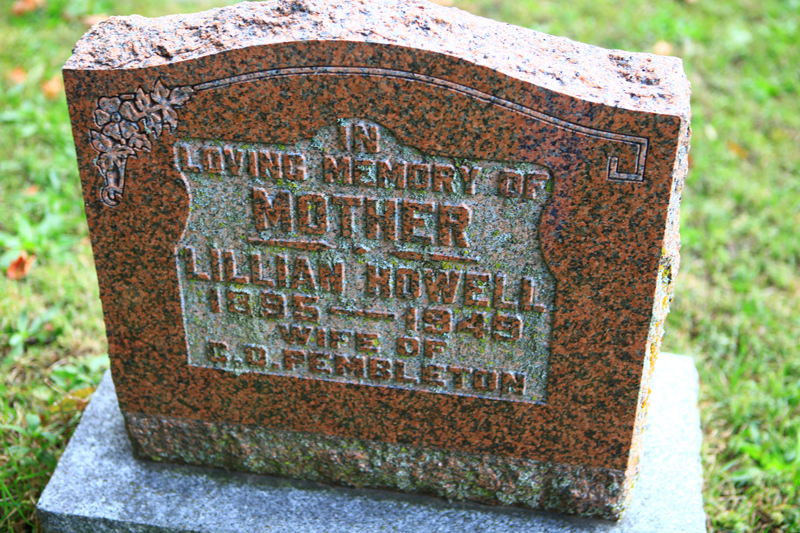 IN
LOVING MEMORY OF
MOTHER
LILLIAN HOWELL
1895 — 1949
WIFE OF
PEMBLETON